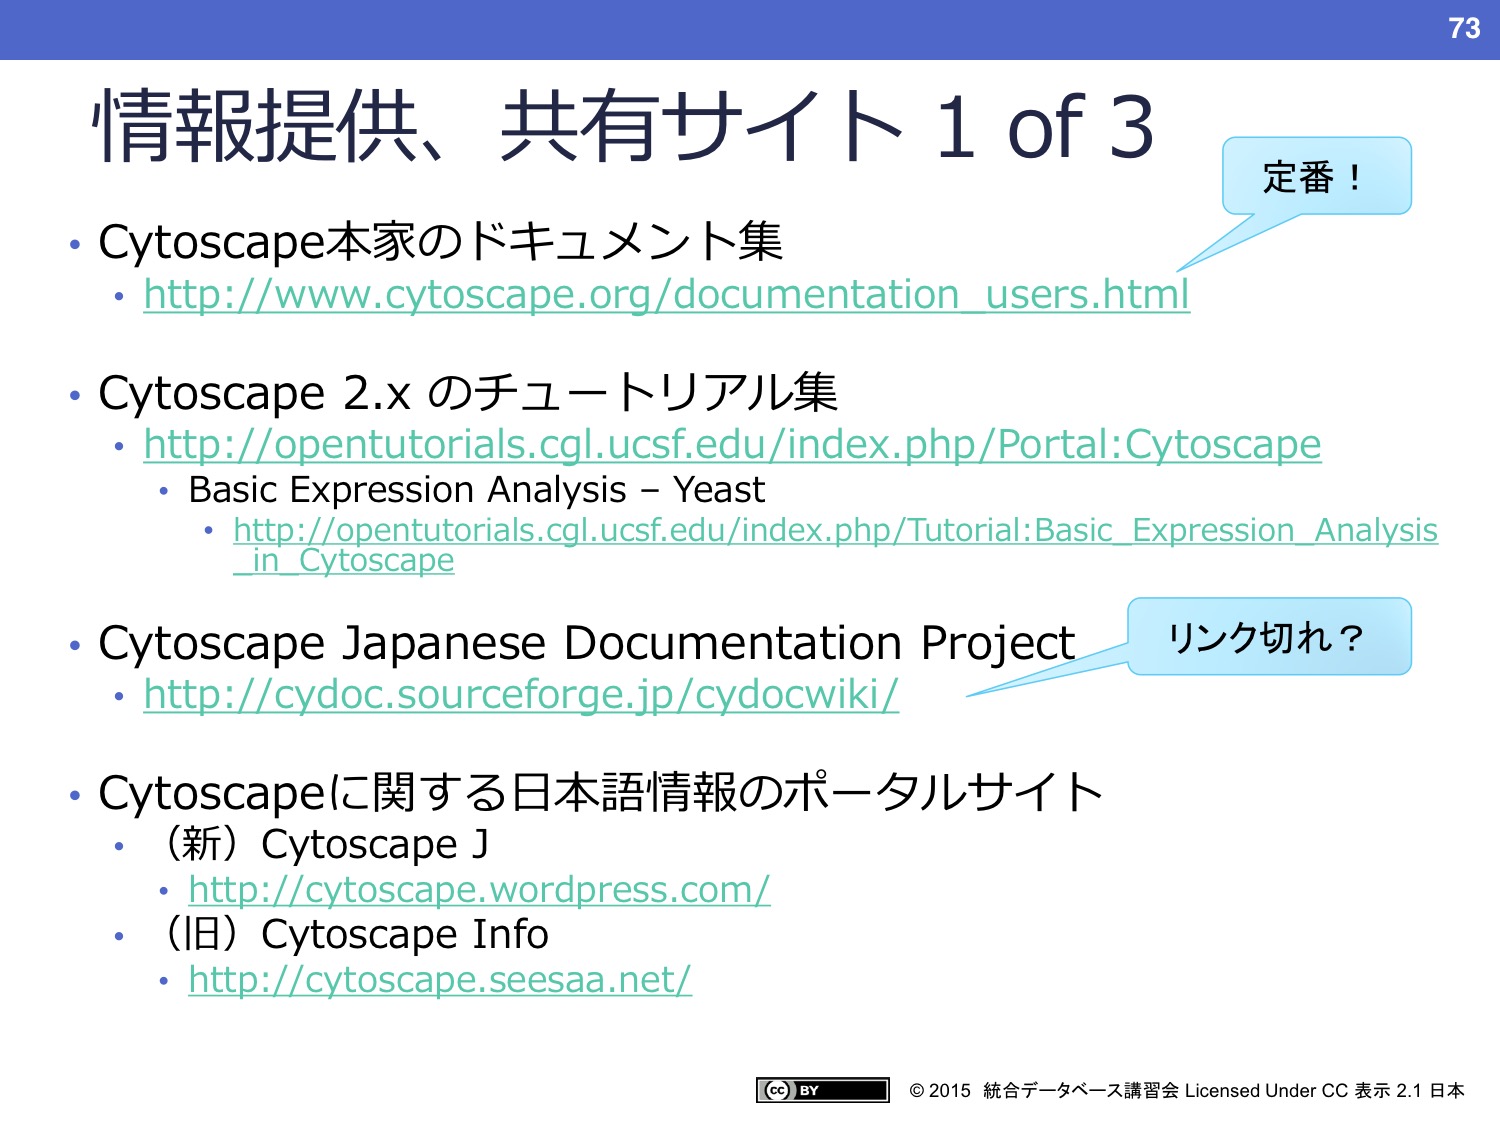 73
情報提供、共有サイト 1 of 3
定番！
• Cytoscape本家のドキュメント集
• http://www.cytoscape.org/documentation_users.html
• Cytoscape 2.x のチュートリアル集
• http://opentutorials.cgl.ucsf.edu/index.php/Portal:Cytoscape
• Basic Expression Analysis – Yeast
• http://opentutorials.cgl.ucsf.edu/index.php/Tutorial:Basic_Expression_Analysis
_in_Cytoscape
リンク切れ？
• Cytoscape Japanese Documentation Project
• http://cydoc.sourceforge.jp/cydocwiki/
• Cytoscapeに関する日本語情報のポータルサイト
• （新）Cytoscape J
• http://cytoscape.wordpress.com/
• （旧）Cytoscape Info
• http://cytoscape.seesaa.net/
cc BY
© 2015 統合データベース講習会 Licensed Under CC 表示 2.1 日本